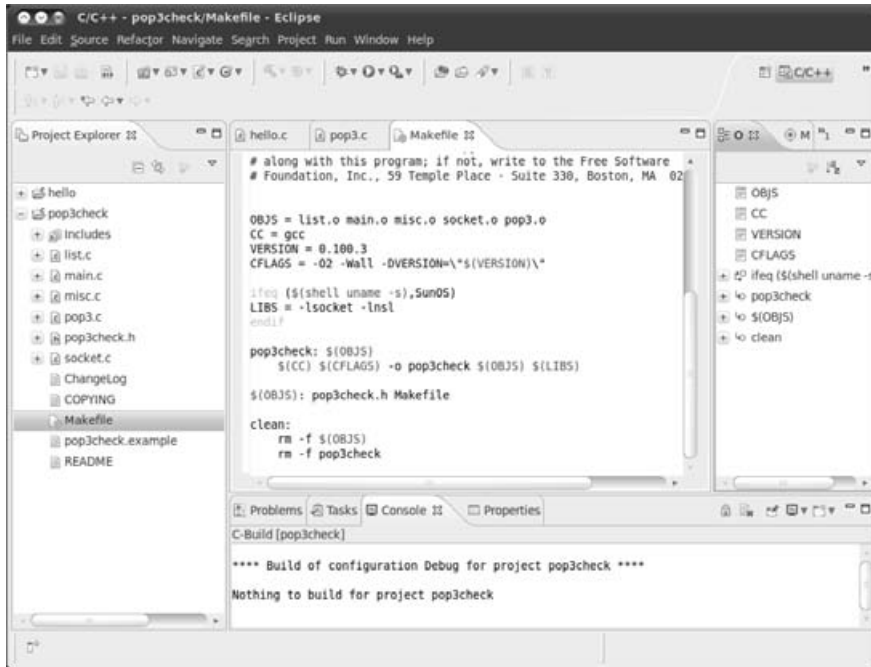 C/C++ - pop3check/Makefile - Eclipse
File Edit Source Refactor Navigate Search Project Run Window Help
C/C++
"
Project Explorer
hello
pop3check
Includes
list.c
main.c
misc.c
pop3.c
pop3check.h
socket.c
ChangeLog
COPYING
Makefile
pop3check.example
README
hello.c
pop3.c
Makefile
# along with this program; if not, write to the Free Software
# Foundation, Inc., 59 Temple Place - Suite 330, Boston, MA 02
OBJS = list.o main.o misc.o socket.o pop3.o
CC = gcc
VERSION = 0.100.3
CFLAGS = -O2 -Wall -DVERSION=\"$(VERSION)\"
ifeq ($(shell uname -s),SunOS)
LIBS = -lsocket -lnsl
endif
pop3check: $(OBJS)
$(CC) $(CFLAGS) -o pop3check $(OBJS) $(LIBS)
$(OBJS): pop3check.h Makefile
clean:
rm -f $(OBJS)
rm -f pop3check
O
M
"1
OBJS
CC
VERSION
CFLAGS
ifeq ($(shell uname -s
pop3check
$(OBJS)
clean
Problems Tasks Console Properties
C-Build [pop3check]
**** Build of configuration Debug for project pop3check ****
Nothing to build for project pop3check